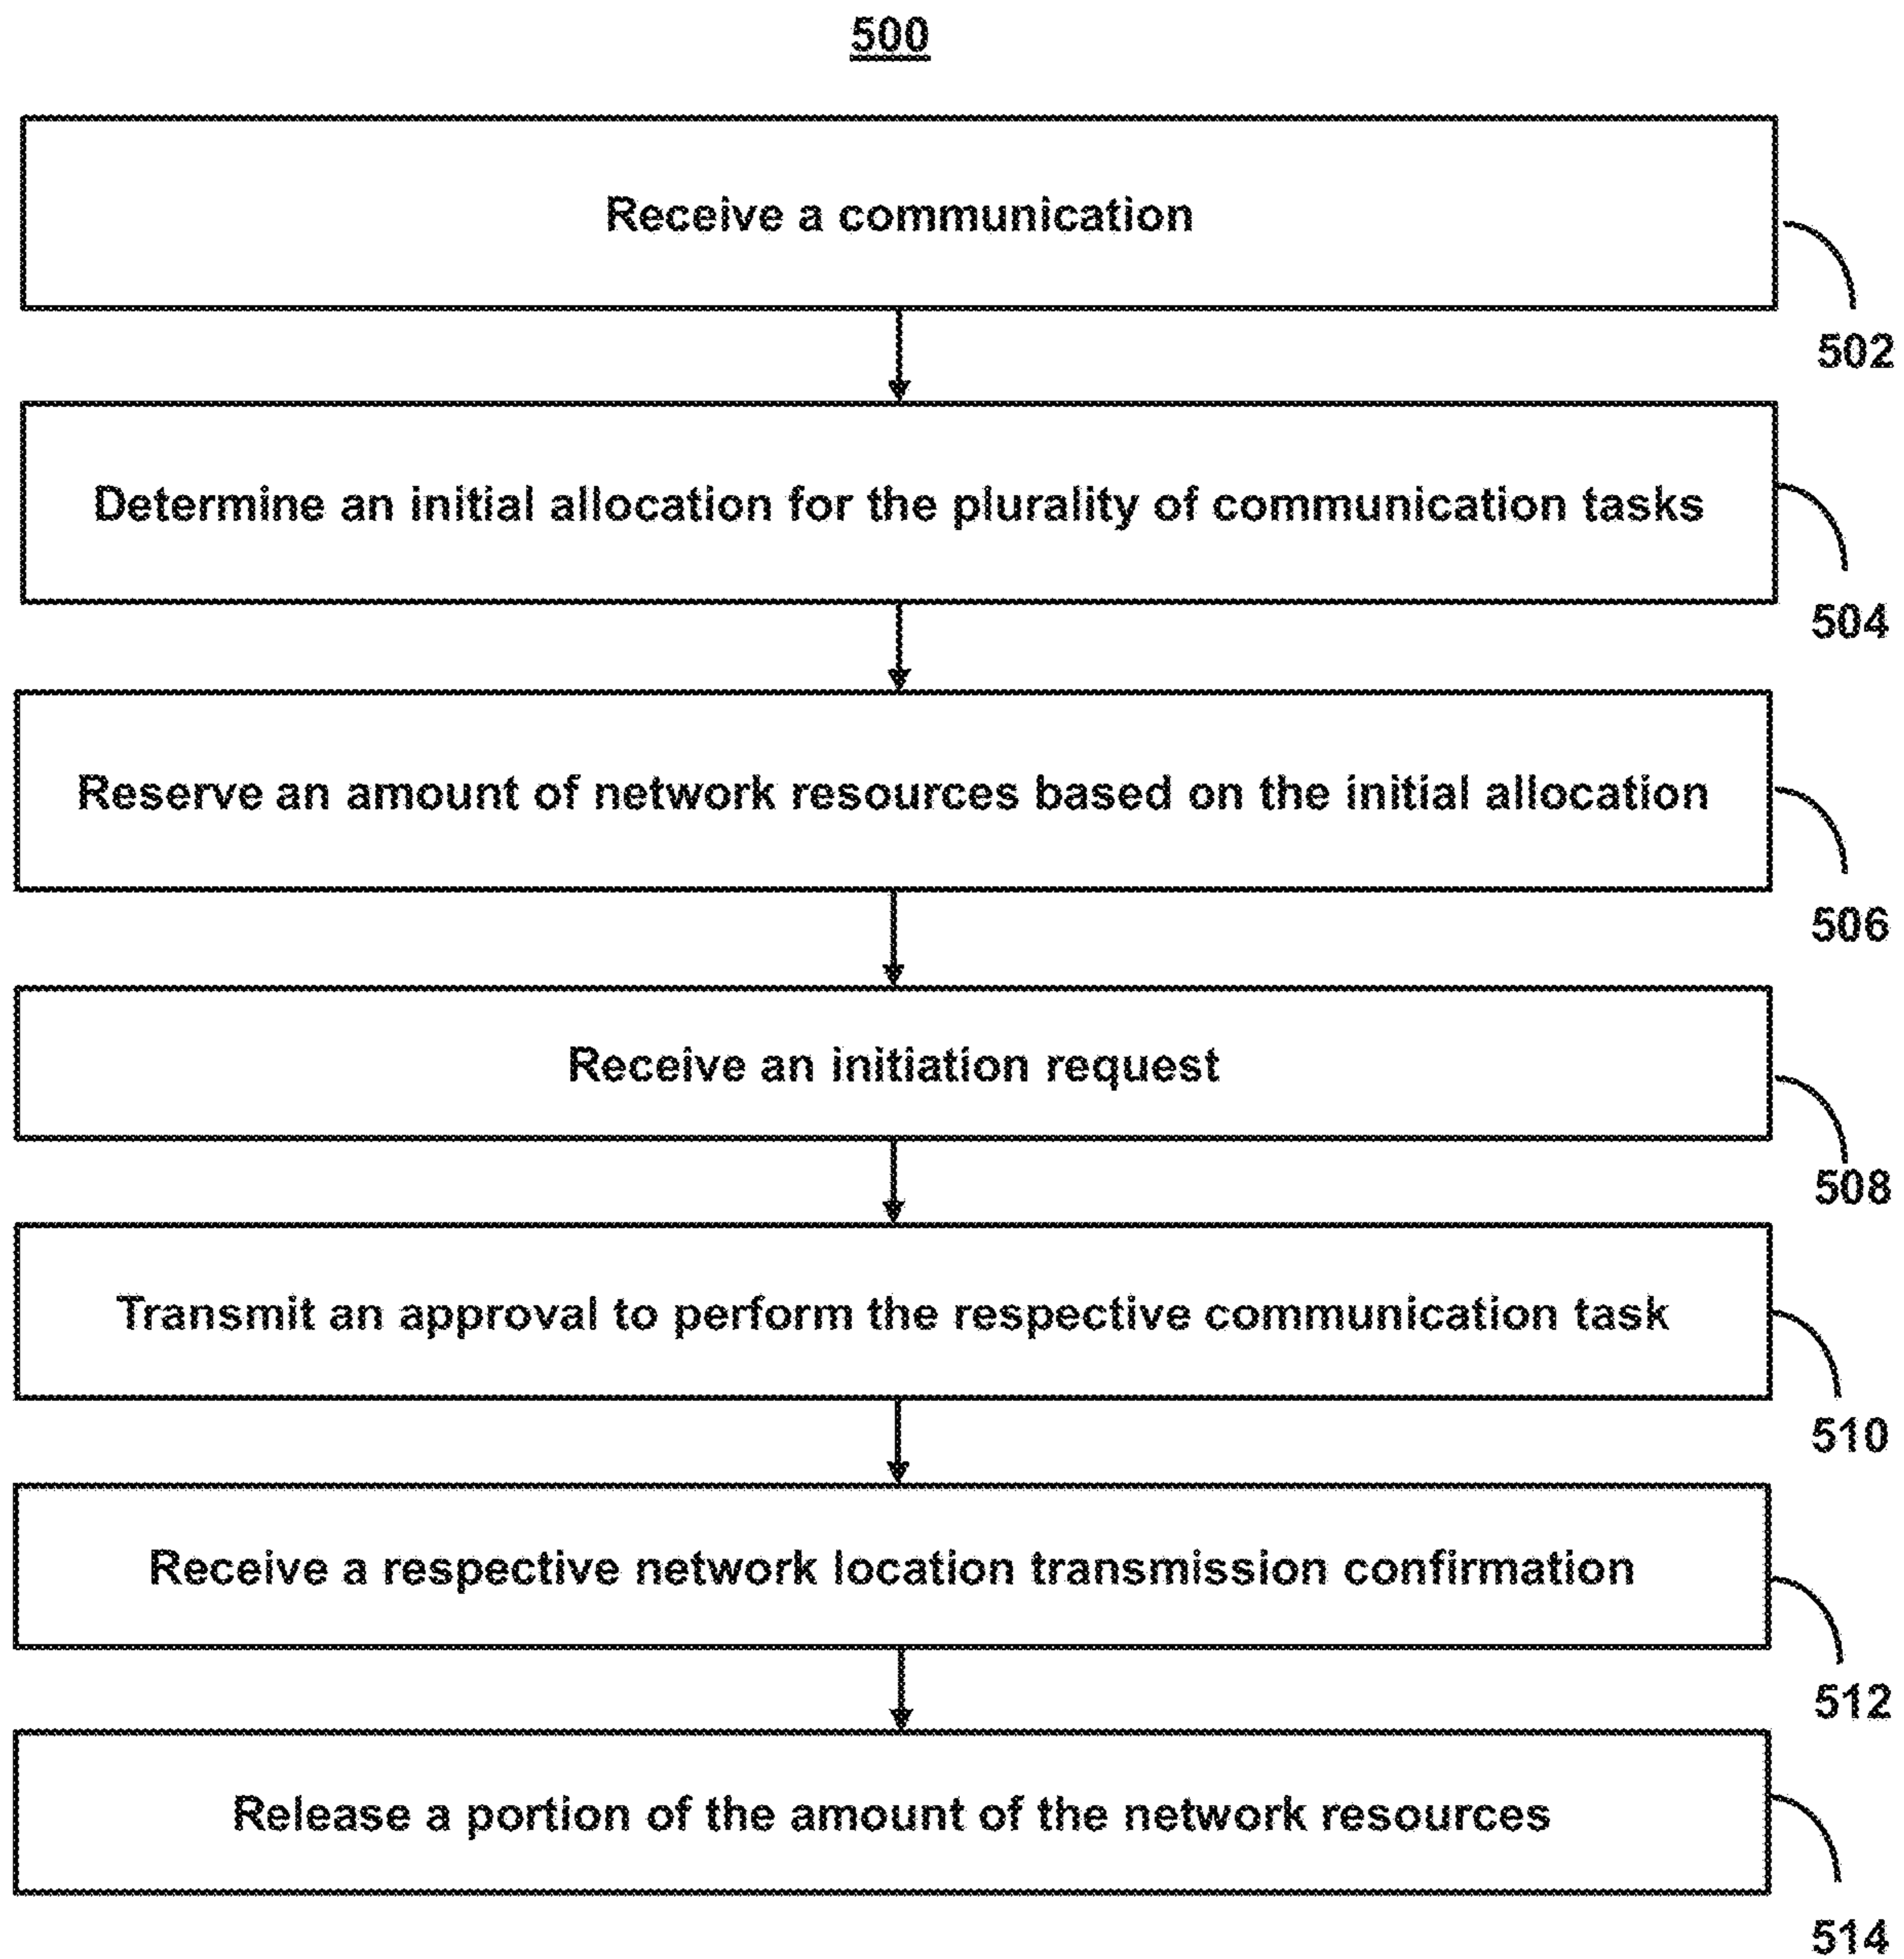 500
Receive a communication
502
Determine an initial allocation for the plurality of communication tasks
504
Reserve an amount of network resources based on the initial allocation
506
Receive an initiation request
508
Transmit an approval to perform the respective communication task
510
Receive a respective network location transmission confirmation
512
Release a portion of the amount of the network resources
514